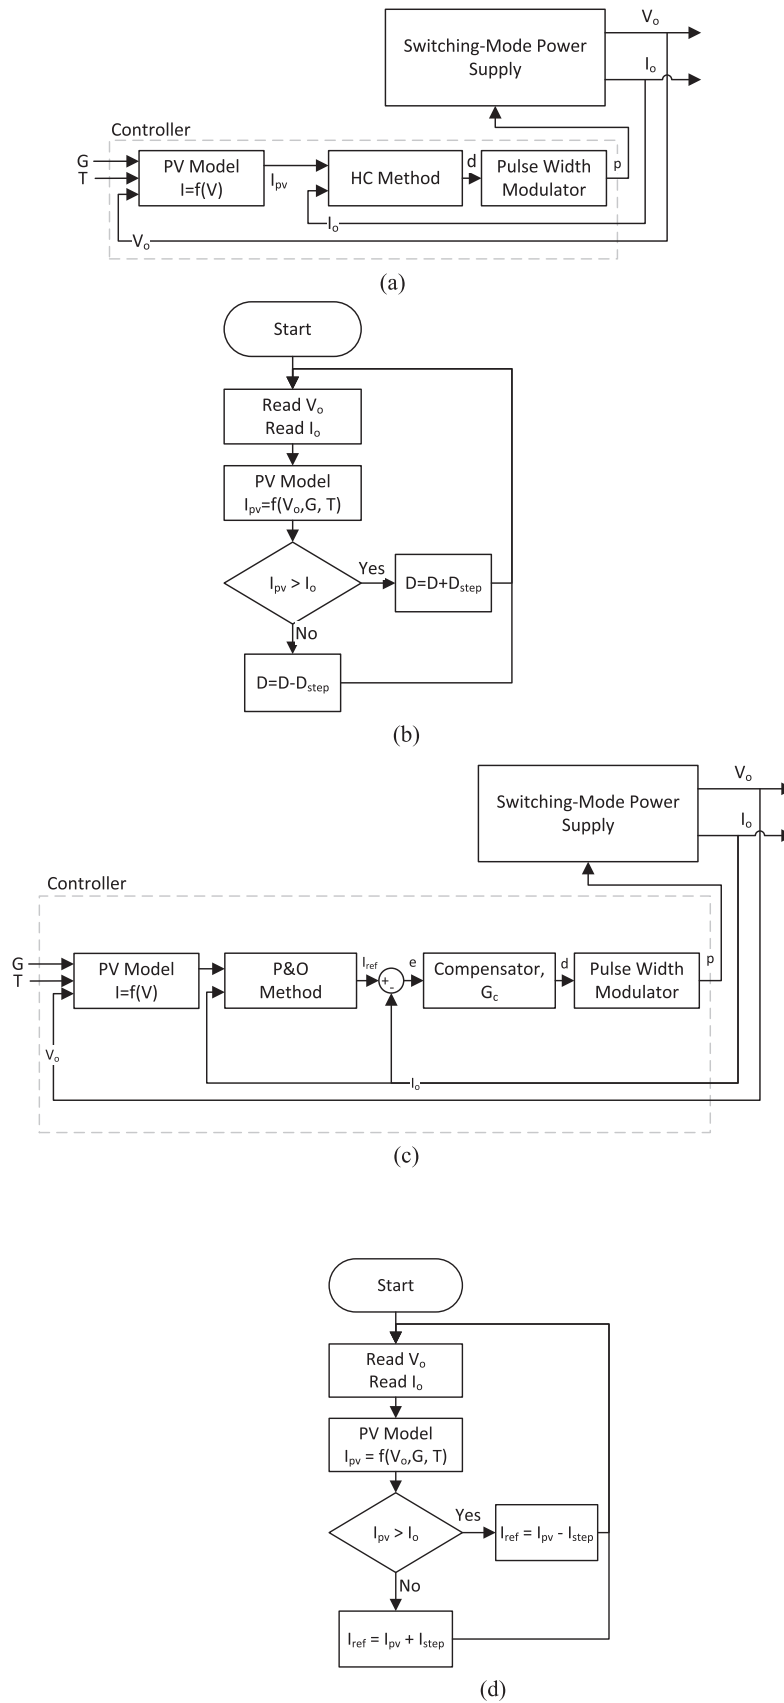 Switching-Mode Power
Supply
Vₒ
Iₒ
Controller
G
T
PV Model
I=f(V)
Iₚᵥ
HC Method
d
Pulse Width
Modulator
p
Iₒ
Vₒ
(a)
Start
Read Vₒ
Read Iₒ
PV Model
Iₚᵥ=f(Vₒ,G, T)
Iₚᵥ > Iₒ
Yes
D=D+Dstep
No
D=D-Dstep
(b)
Switching-Mode Power
Supply
Vₒ
Iₒ
Controller
G
T
PV Model
I=f(V)
P&O
Method
Iref
+
-
e
Compensator,
Gc
d
Pulse Width
Modulator
p
Vₒ
Iₒ
(c)
Start
Read Vₒ
Read Iₒ
PV Model
Iₚᵥ = f(Vₒ,G, T)
Iₚᵥ > Iₒ
Yes
Iref = Iₚᵥ - Istep
No
Iref = Iₚᵥ + Istep
(d)